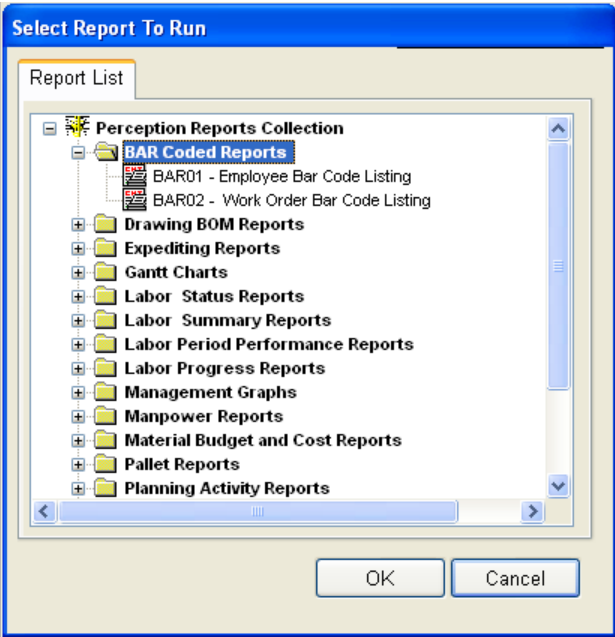 Select Report To Run
Report List
Perception Reports Collection
BAR Coded Reports
BAR01 - Employee Bar Code Listing
BAR02 - Work Order Bar Code Listing
Drawing BOM Reports
Expediting Reports
Gantt Charts
Labor Status Reports
Labor Summary Reports
Labor Period Performance Reports
Labor Progress Reports
Management Graphs
Manpower Reports
Material Budget and Cost Reports
Pallet Reports
Planning Activity Reports
OK Cancel